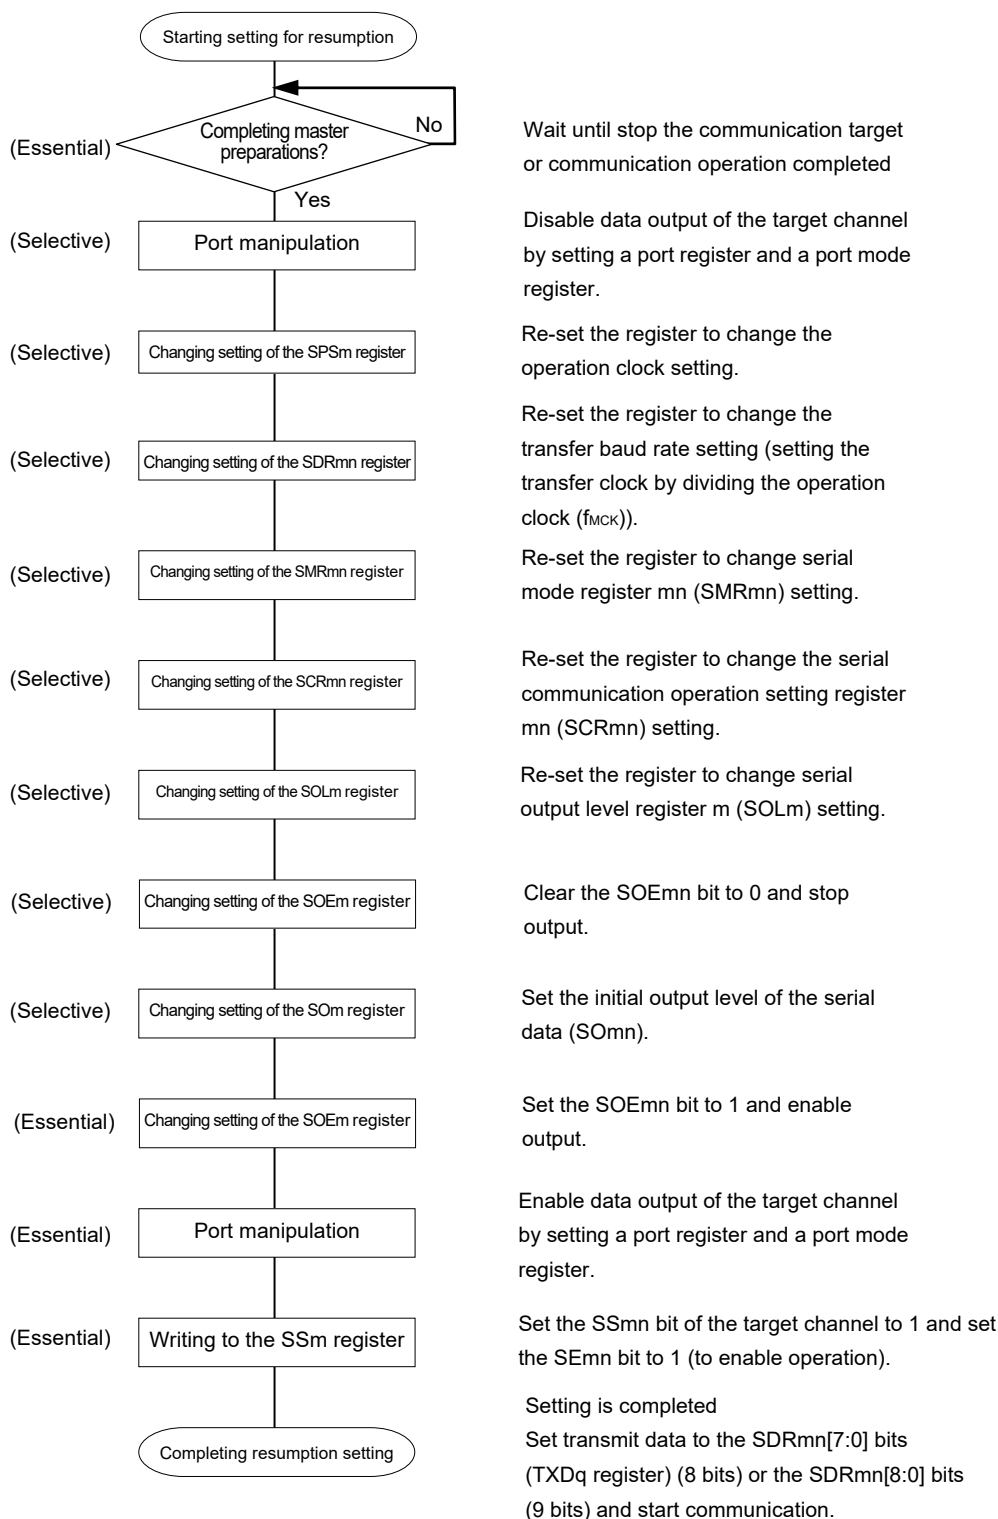 Starting setting for resumption
(Essential)
Completing master
preparations?
No
Yes
Wait until stop the communication target
or communication operation completed
(Selective)
Port manipulation
Disable data output of the target channel
by setting a port register and a port mode
register.
(Selective)
Changing setting of the SPSm register
Re-set the register to change the
operation clock setting.
(Selective)
Changing setting of the SDRmn register
Re-set the register to change the
transfer baud rate setting (setting the
transfer clock by dividing the operation
clock (fMCK)).
(Selective)
Changing setting of the SMRmn register
Re-set the register to change serial
mode register mn (SMRmn) setting.
(Selective)
Changing setting of the SCRmn register
Re-set the register to change the serial
communication operation setting register
mn (SCRmn) setting.
(Selective)
Changing setting of the SOLm register
Re-set the register to change serial
output level register m (SOLm) setting.
(Selective)
Changing setting of the SOEm register
Clear the SOEmn bit to 0 and stop
output.
(Selective)
Changing setting of the SOm register
Set the initial output level of the serial
data (SOmn).
(Essential)
Changing setting of the SOEm register
Set the SOEmn bit to 1 and enable
output.
(Essential)
Port manipulation
Enable data output of the target channel
by setting a port register and a port mode
register.
(Essential)
Writing to the SSm register
Set the SSmn bit of the target channel to 1 and set
the SEmn bit to 1 (to enable operation).
Completing resumption setting
Setting is completed
Set transmit data to the SDRmn[7:0] bits
(TXDq register) (8 bits) or the SDRmn[8:0] bits
(9 bits) and start communication.